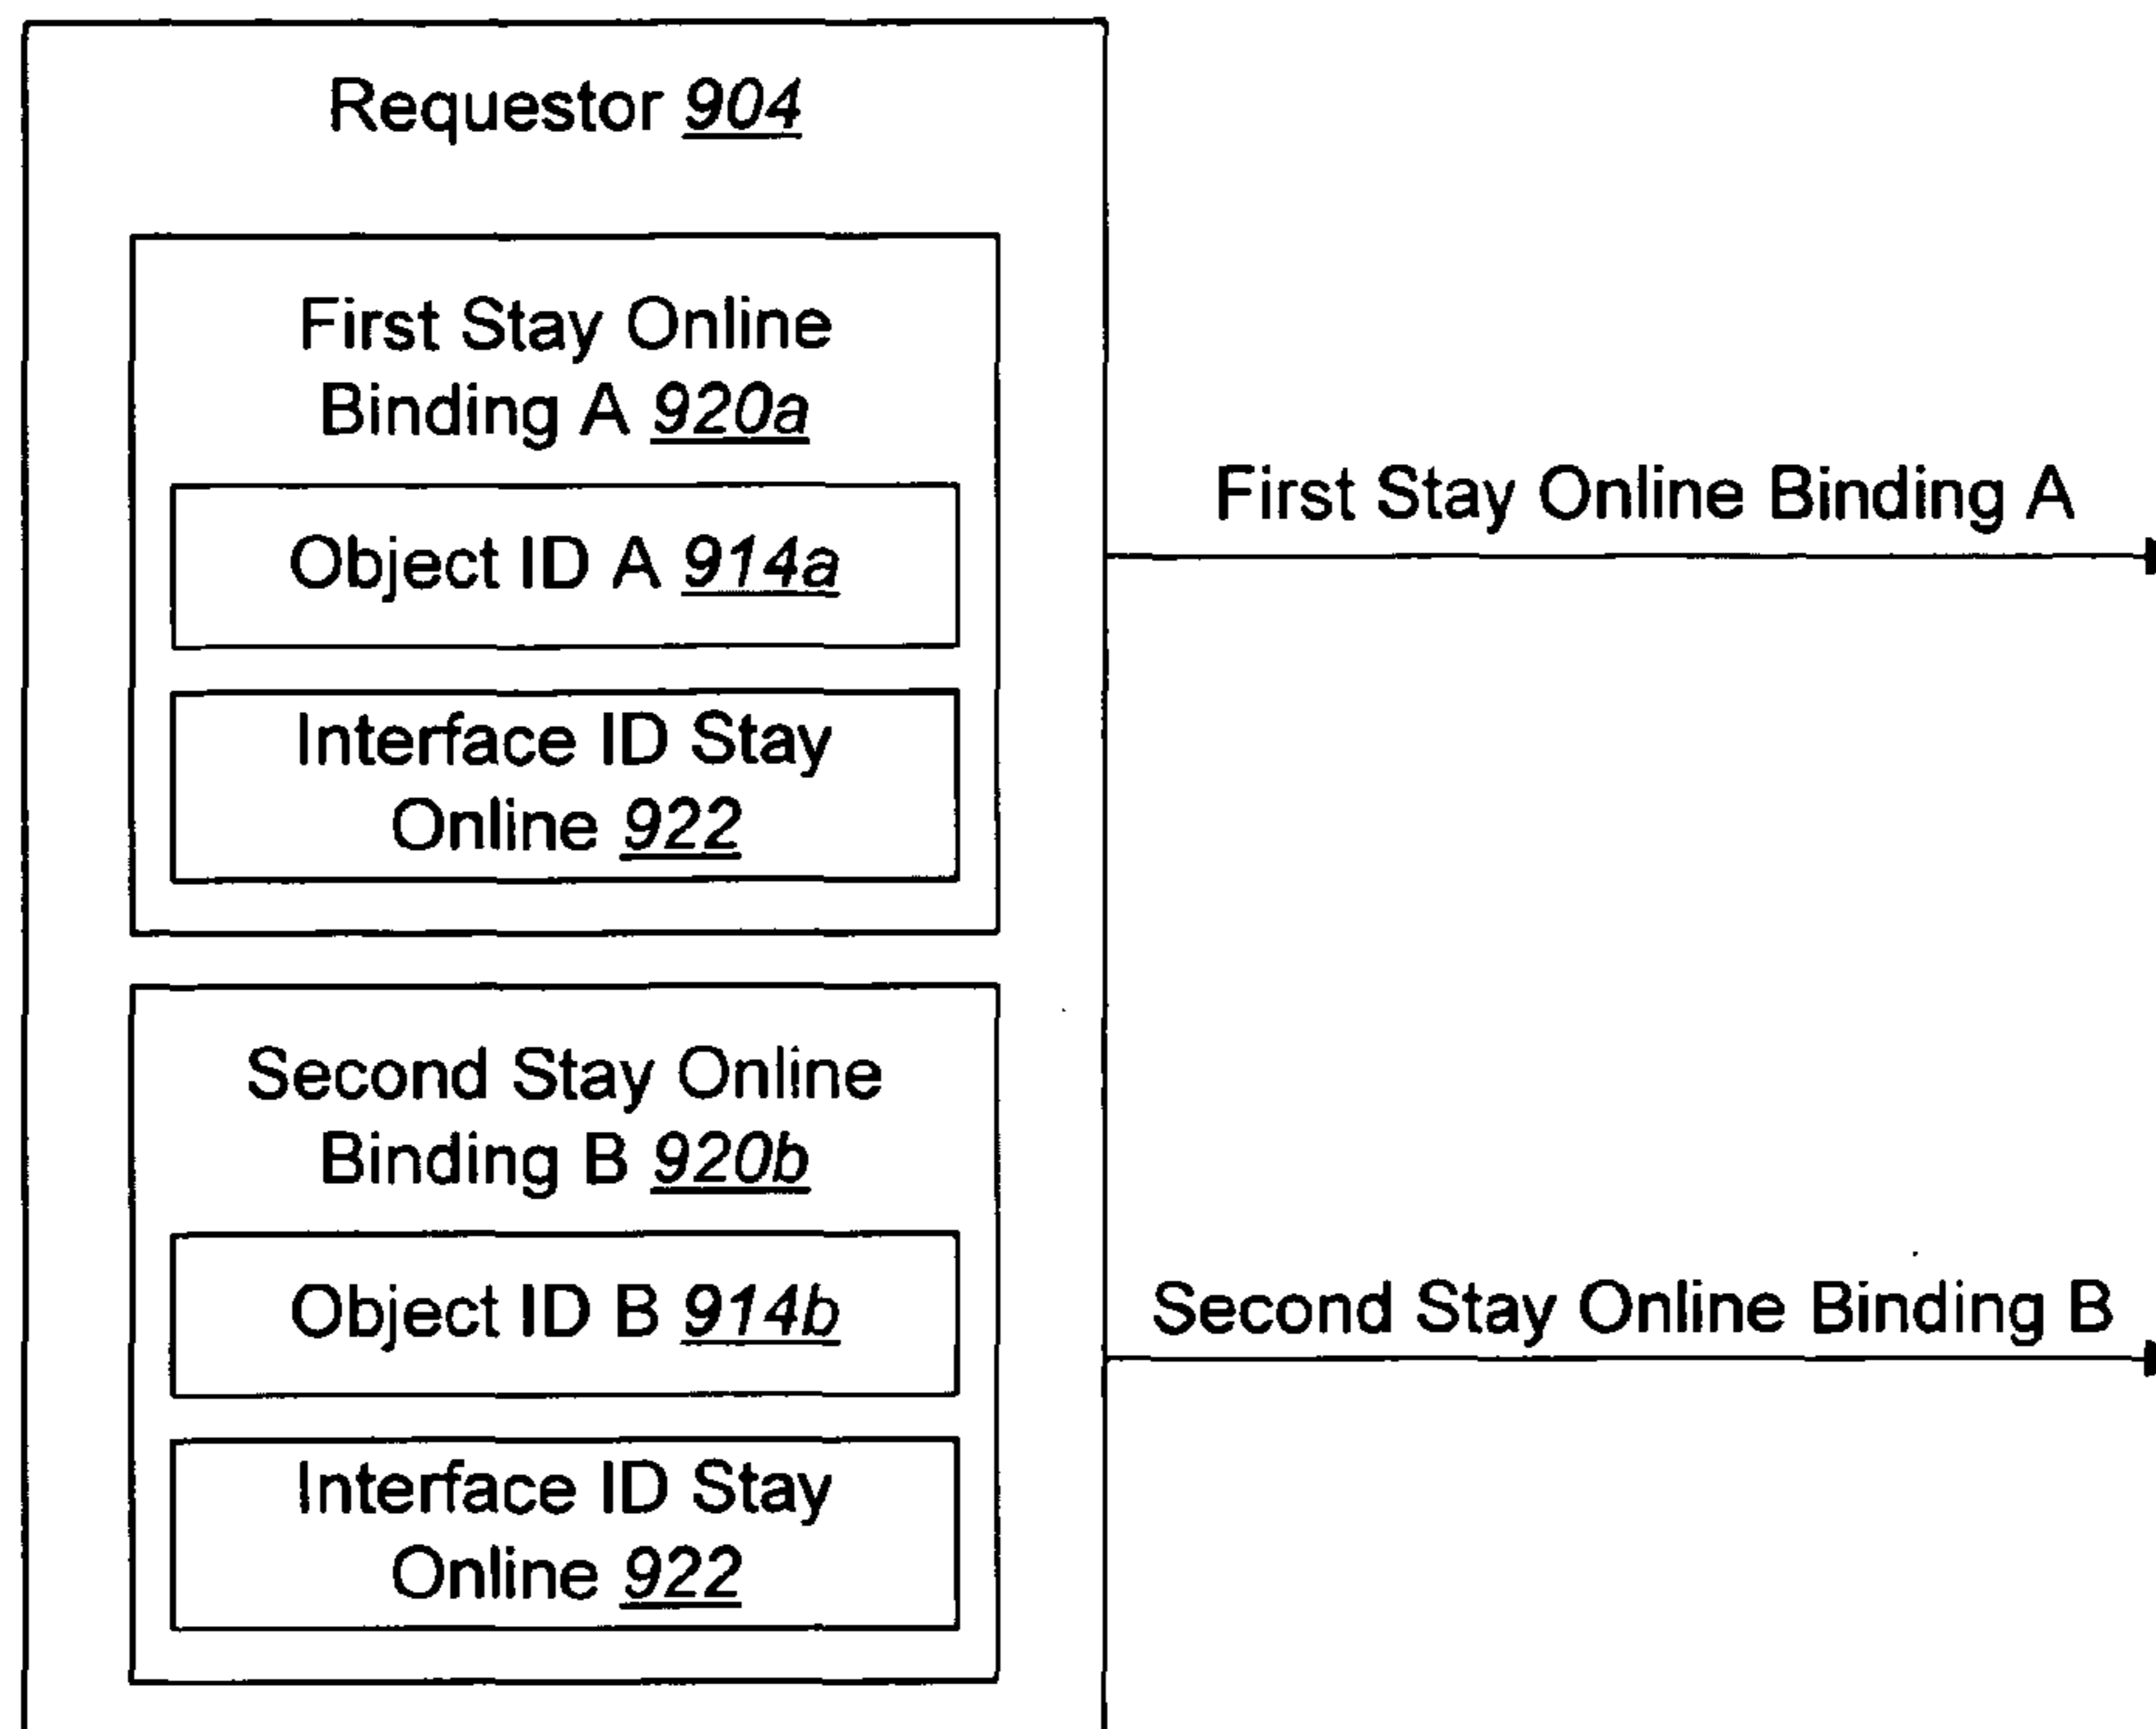 Requestor 904
First Stay Online
Binding A 920a
Object ID A 914a
Interface ID Stay
Online 922
First Stay Online Binding A
Second Stay Online
Binding B 920b
Object ID B 914b
Interface ID Stay
Online 922
Second Stay Online Binding B